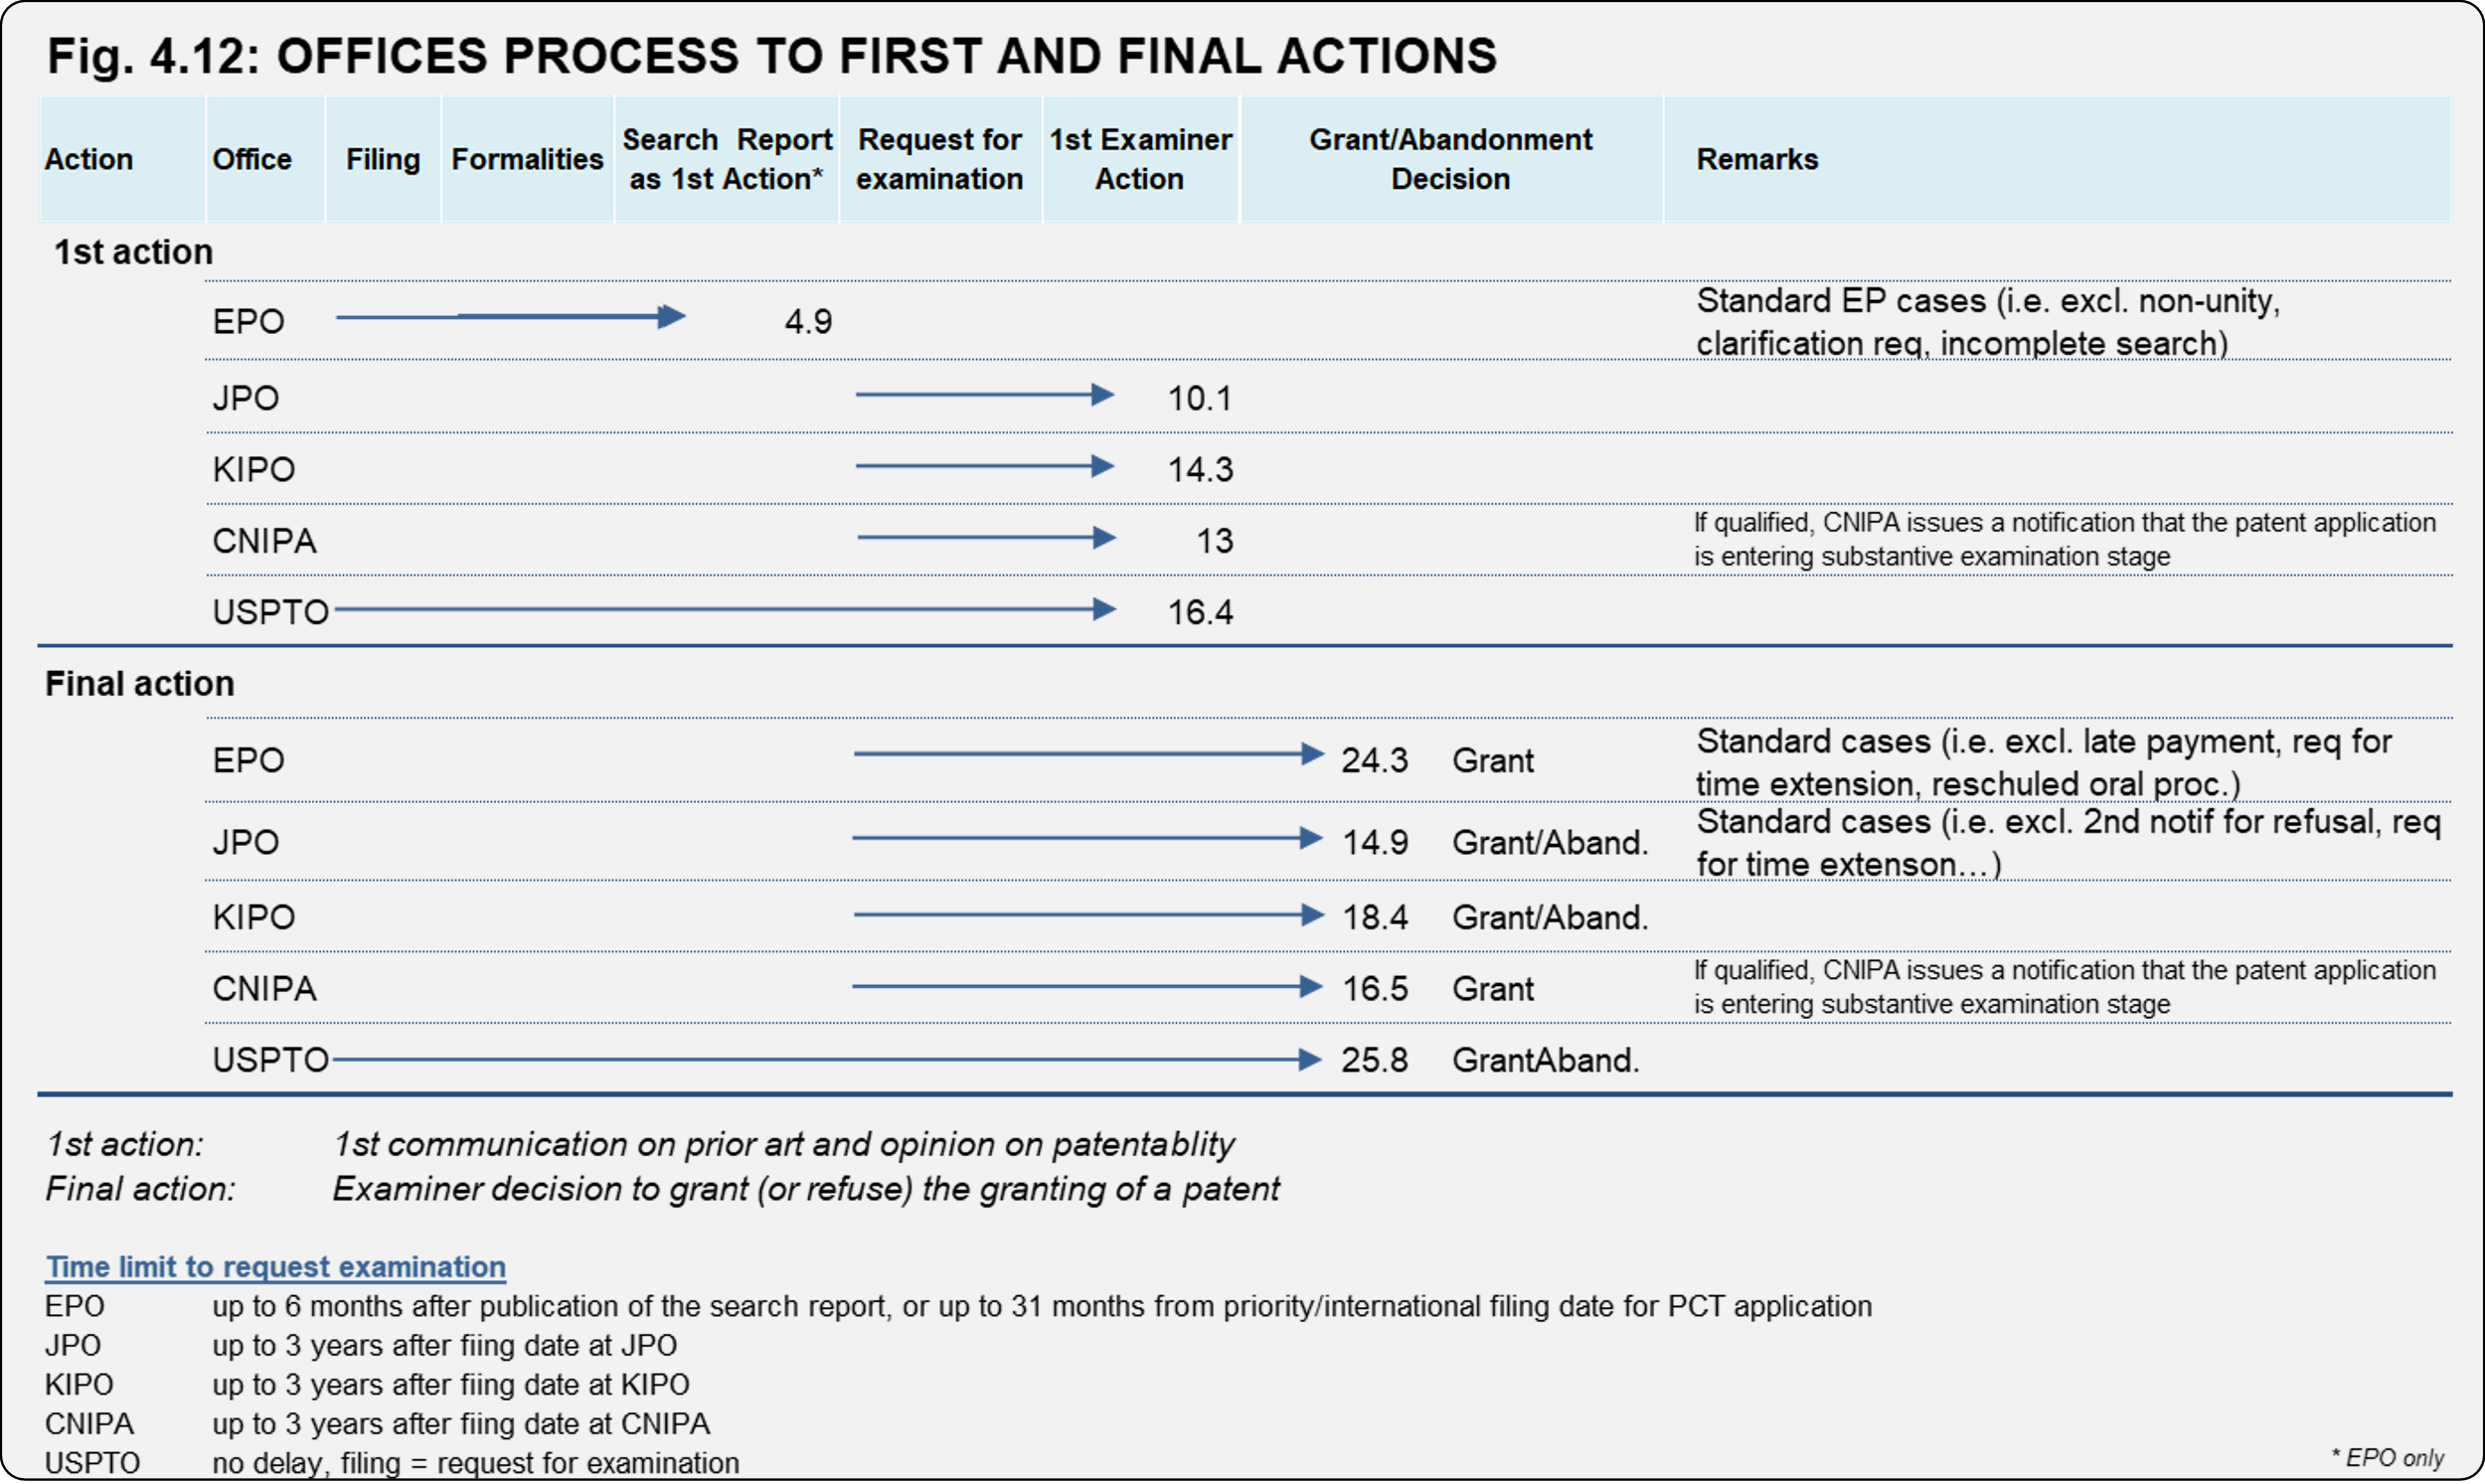 Fig. 4.12: OFFICES PROCESS TO FIRST AND FINAL ACTIONS
Action Office Filing Formalities Search Report as 1st Action* Request for examination 1st Examiner Action Grant/Abandonment Decision Remarks
1st action
EPO 4.9 Standard EP cases (i.e. excl. non-unity,
clarification req, incomplete search)
JPO 10.1
KIPO 14.3
CNIPA 13 If qualified, CNIPA issues a notification that the patent application
is entering substantive examination stage
USPTO 16.4
Final action
EPO 24.3 Grant Standard cases (i.e. excl. late payment, req for
time extension, reschuled oral proc.)
JPO 14.9 Grant/Aband. Standard cases (i.e. excl. 2nd notif for refusal, req
for time extenson...)
KIPO 18.4 Grant/Aband.
CNIPA 16.5 Grant If qualified, CNIPA issues a notification that the patent application
is entering substantive examination stage
USPTO 25.8 GrantAband.
1st action: 1st communication on prior art and opinion on patentablity
Final action: Examiner decision to grant (or refuse) the granting of a patent
Time limit to request examination
EPO up to 6 months after publication of the search report, or up to 31 months from priority/international filing date for PCT application
JPO up to 3 years after fiing date at JPO
KIPO up to 3 years after fiing date at KIPO
CNIPA up to 3 years after fiing date at CNIPA
USPTO no delay, filing = request for examination
* EPO only